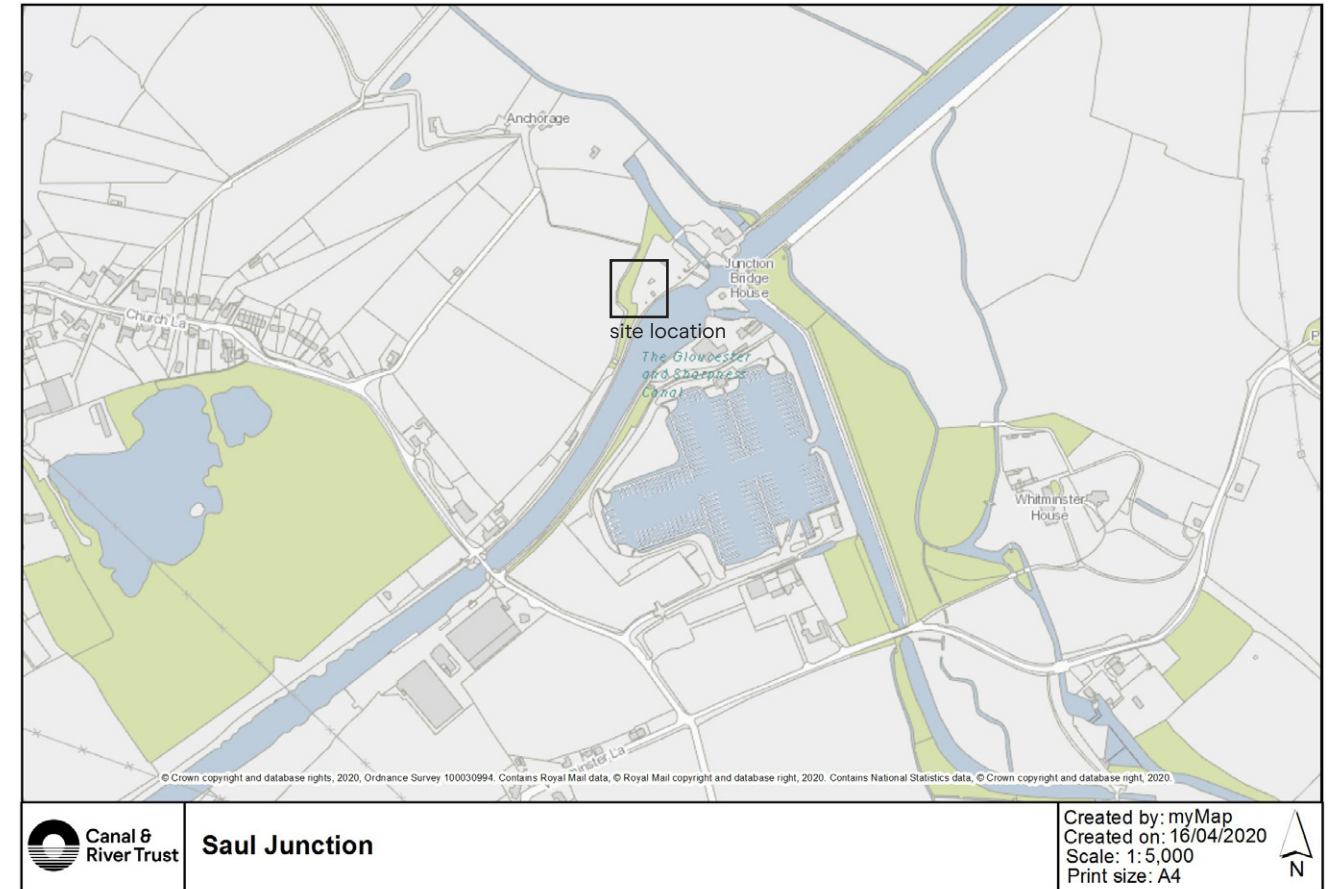 Anchorage
Junction
Bridge
House
site location
The Gloucester
and Sharpness
Canal
Church La
Whitminster
House
P
minster La
© Crown copyright and database rights, 2020, Ordnance Survey 100030994. Contains Royal Mail data, © Royal Mail copyright and database right, 2020. Contains National Statistics data, © Crown copyright and database right, 2020.
Canal &
River Trust
Saul Junction
Created by: myMap
Created on: 16/04/2020
Scale: 1:5,000
Print size: A4
N